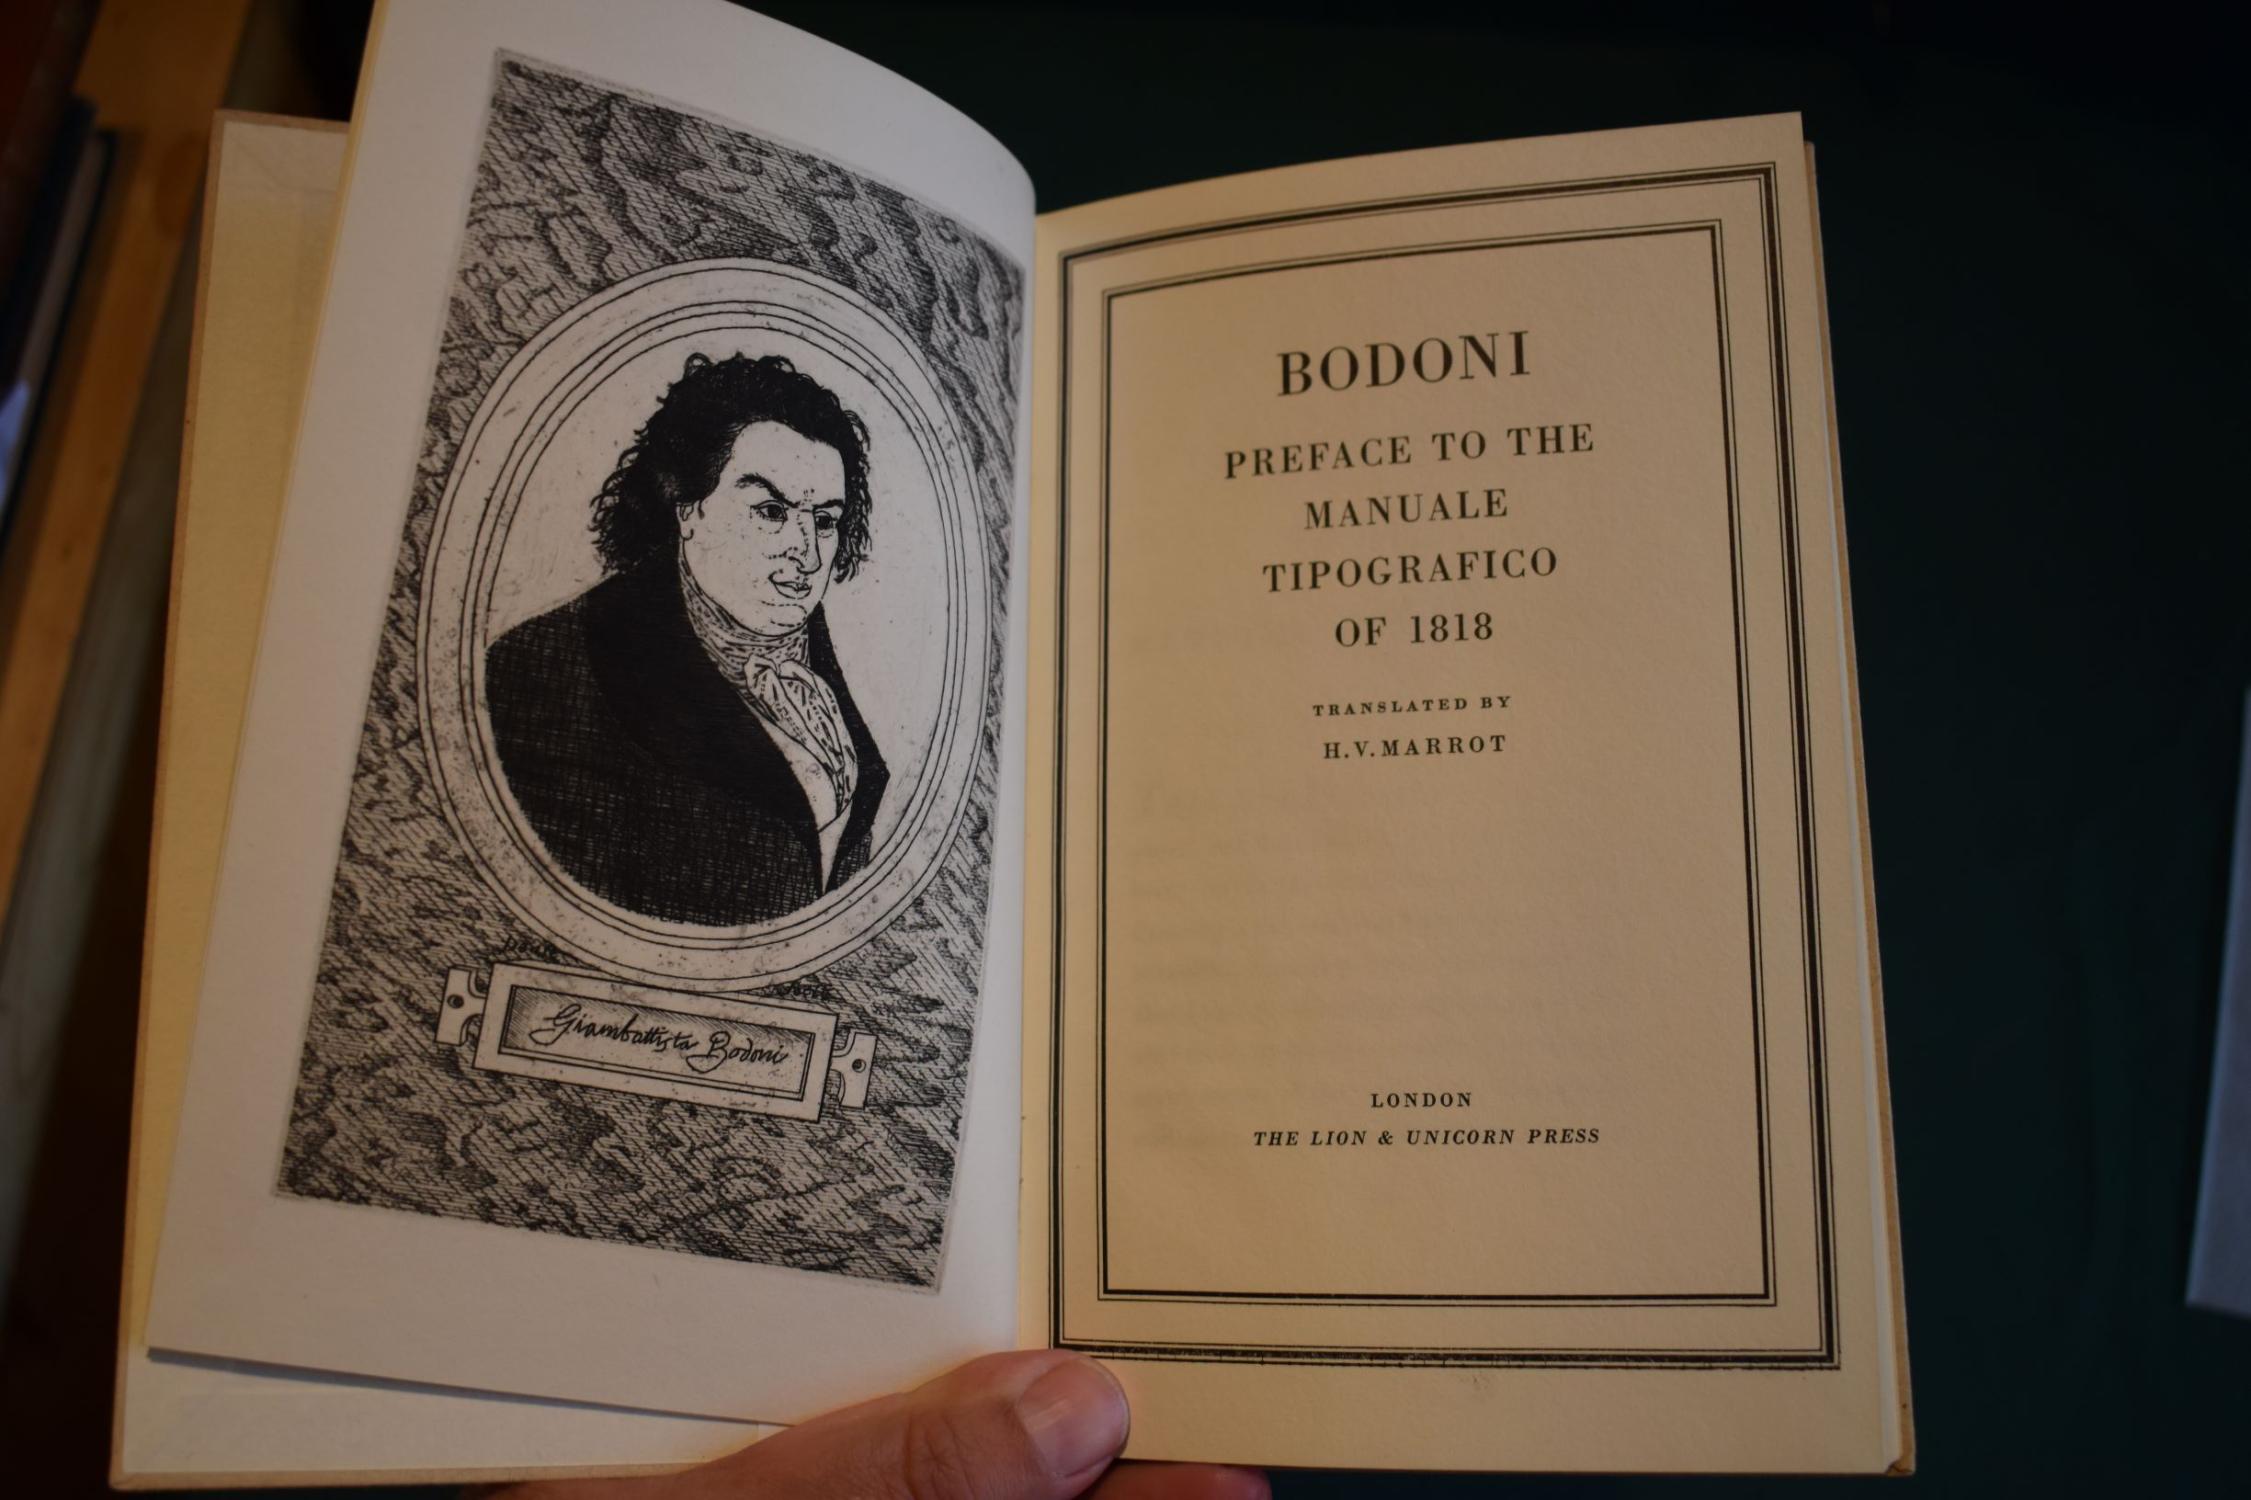 Giambattista Bodoni
BODONI
PREFACE TO THE
MANUALE
TIPOGRAFICO
OF 1818
TRANSLATED BY
H.V. MARROT
LONDON
THE LION & UNICORN PRESS